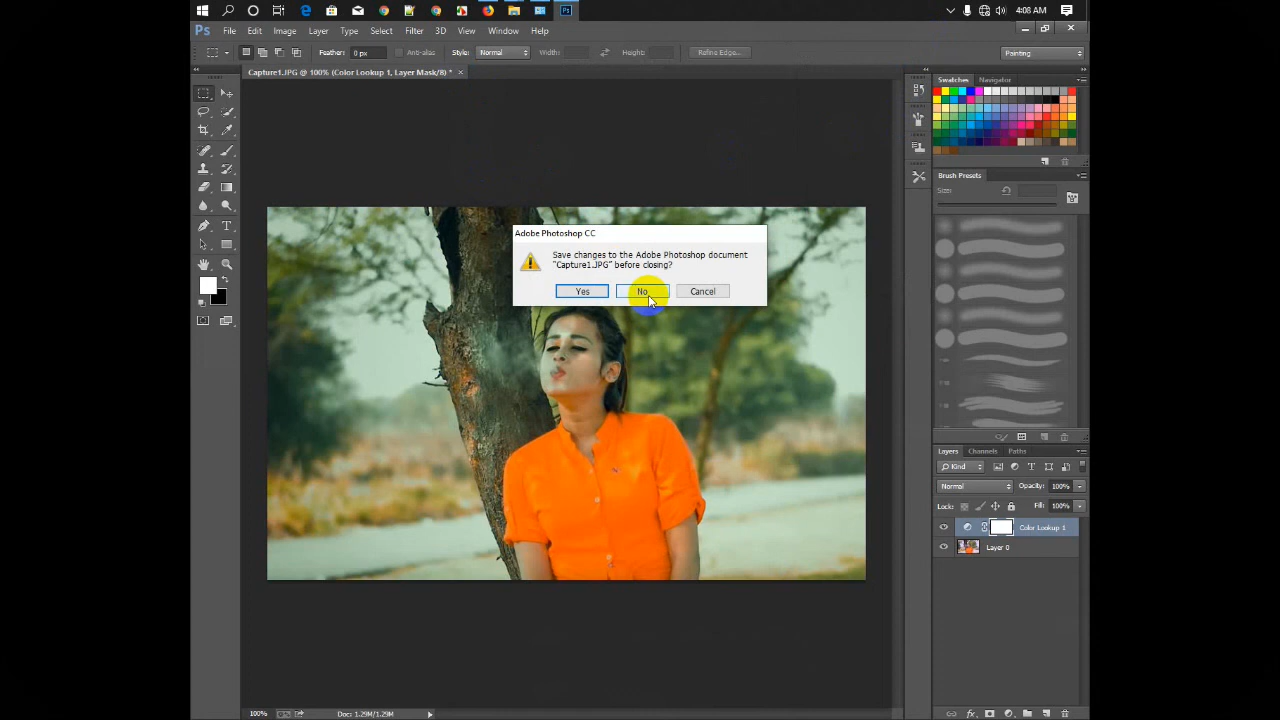 4:08 AM
Ps File Edit Image Layer Type Select Filter 3D View Window Help
Feather: 0 px Anti-alias Style: Normal Width: Height: Refine Edge... Painting
Capture1.JPG @ 100% (Color Lookup 1, Layer Mask/8) * ×
Swatches Navigator
Brush Presets
Size:
Adobe Photoshop CC
Save changes to the Adobe Photoshop document
"Capture1.JPG" before closing?
Yes No Cancel
Layers Channels Paths
Kind
Normal Opacity: 100%
Lock: Fill: 100%
Color Lookup 1
Layer 0
100% Doc: 1.29M/1.29M